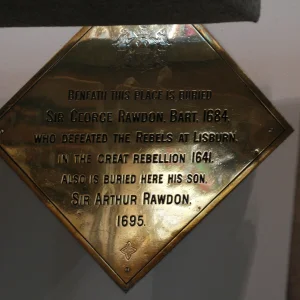 BENEATH THIS PLACE IS BURIED
SIR GEORGE RAWDON, BART, 1684.
WHO DEFEATED THE REBELS AT LISBURN,
IN THE GREAT REBELLION 1641.
ALSO IS BURIED HERE HIS SON,
SIR ARTHUR RAWDON,
1695.